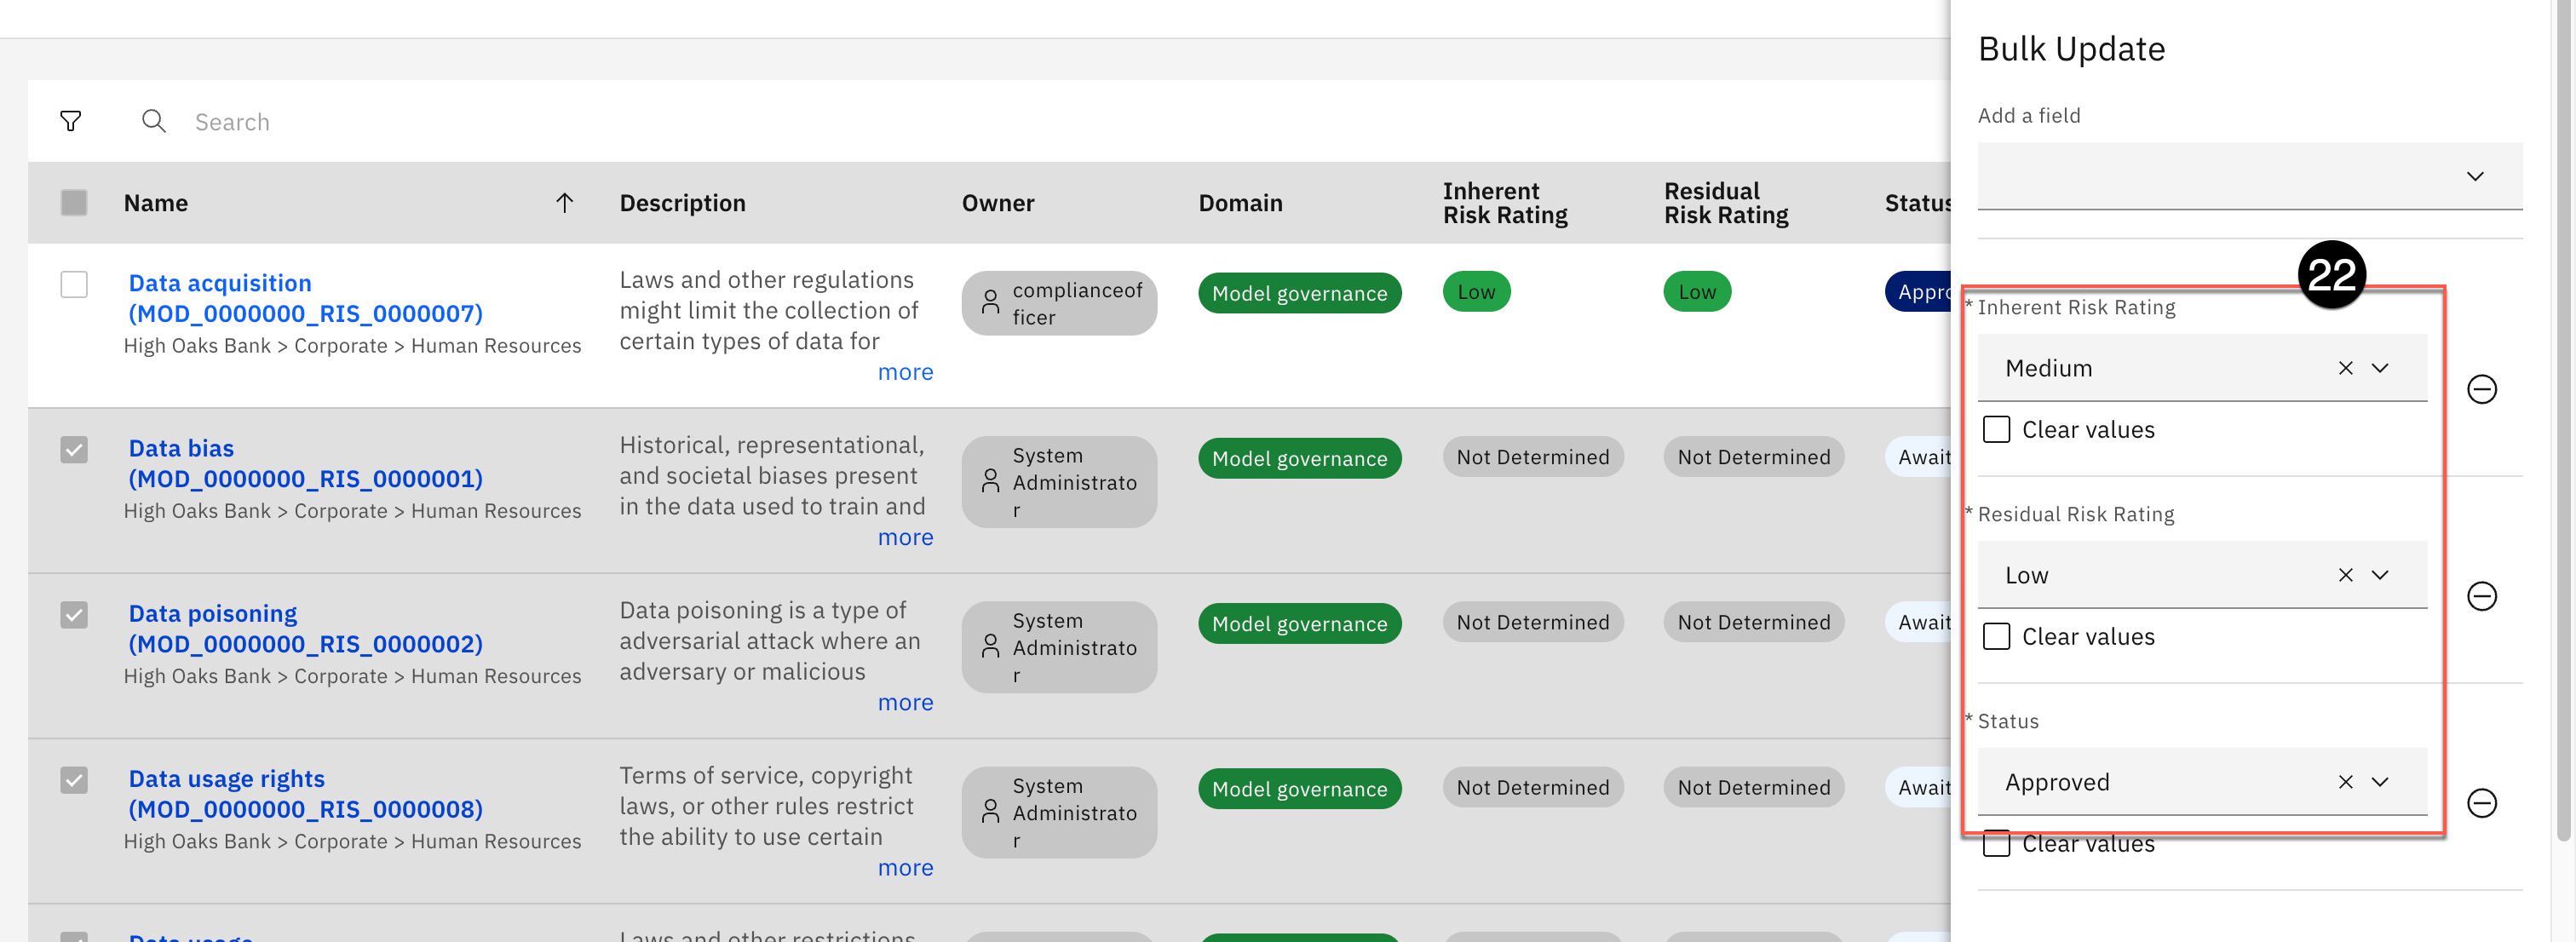 Bulk Update
Add a field
Search
Name
Description
Owner
Domain
Inherent
Risk Rating
Residual
Risk Rating
Status
Data acquisition
(MOD_0000000_RIS_0000007)
High Oaks Bank > Corporate > Human Resources
Laws and other regulations
might limit the collection of
certain types of data for
more
complianceof
ficer
Model governance
Low
Low
Appro
Data bias
(MOD_0000000_RIS_0000001)
High Oaks Bank > Corporate > Human Resources
Historical, representational,
and societal biases present
in the data used to train and
more
System
Administrato
r
Model governance
Not Determined
Not Determined
Await
Data poisoning
(MOD_0000000_RIS_0000002)
High Oaks Bank > Corporate > Human Resources
Data poisoning is a type of
adversarial attack where an
adversary or malicious
more
System
Administrato
r
Model governance
Not Determined
Not Determined
Await
Data usage rights
(MOD_0000000_RIS_0000008)
High Oaks Bank > Corporate > Human Resources
Terms of service, copyright
laws, or other rules restrict
the ability to use certain
more
System
Administrato
r
Model governance
Not Determined
Not Determined
Await
Data usage
Laws and other restrictions
22
* Inherent Risk Rating
Medium
Clear values
* Residual Risk Rating
Low
Clear values
* Status
Approved
Clear values